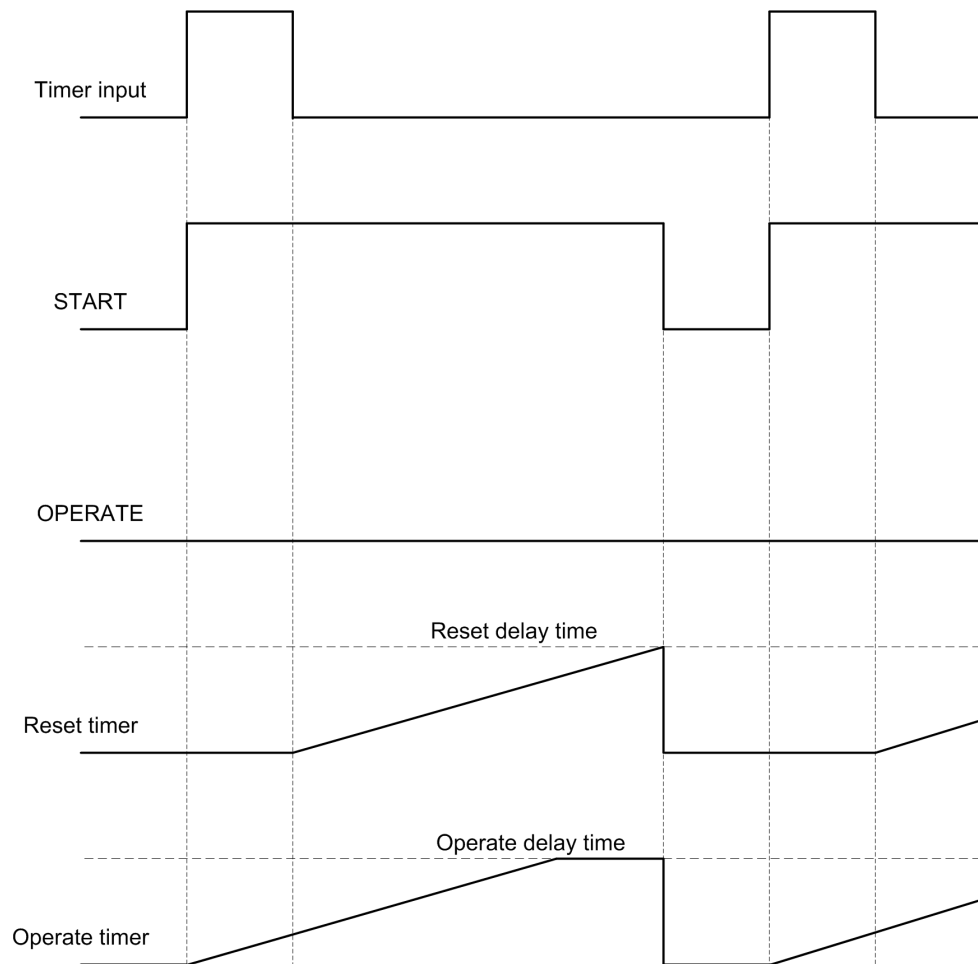 Timer input
START
OPERATE
Reset delay time
Reset timer
Operate delay time
Operate timer